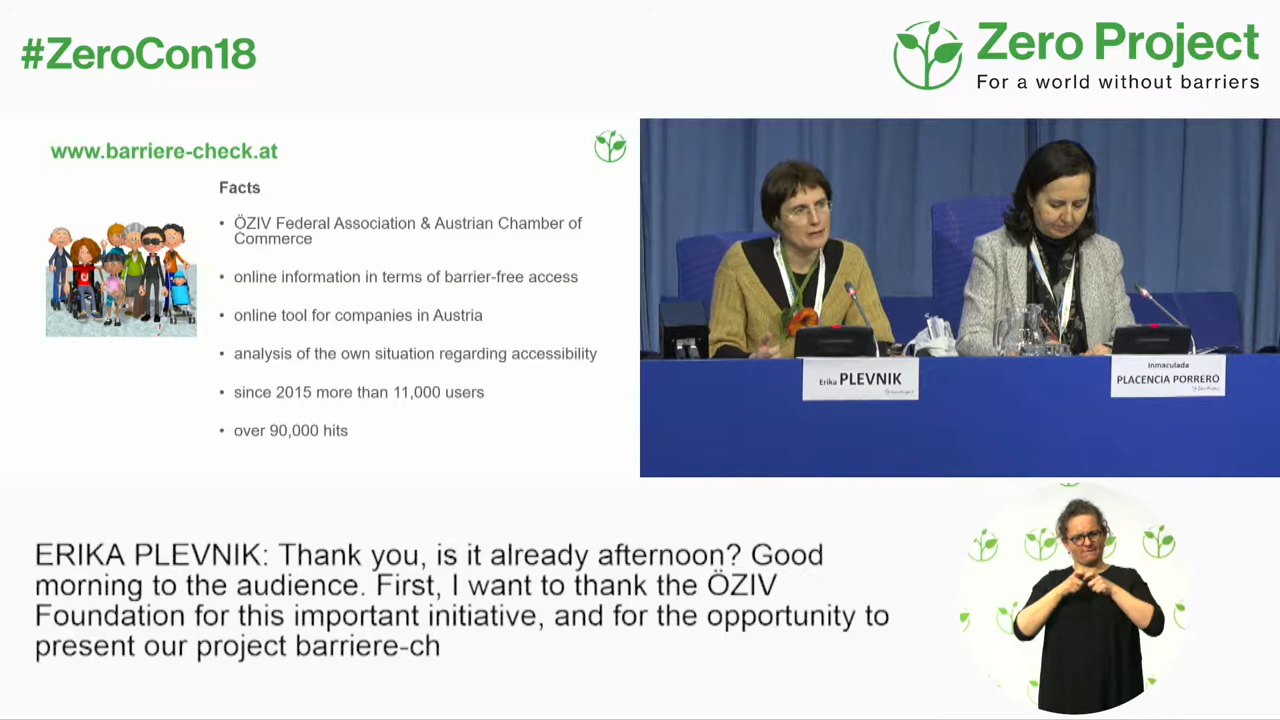 #ZeroCon18
Zero Project
For a world without barriers
www.barriere-check.at
Facts
• ÖZIV Federal Association & Austrian Chamber of
Commerce
• online information in terms of barrier-free access
• online tool for companies in Austria
• analysis of the own situation regarding accessibility
• since 2015 more than 11,000 users
• over 90,000 hits
Erika PLEVNIK
Zero Project
Inmaculada
PLACENCIA PORRERO
Zero Project
ERIKA PLEVNIK: Thank you, is it already afternoon? Good
morning to the audience. First, I want to thank the ÖZIV
Foundation for this important initiative, and for the opportunity to
present our project barriere-ch